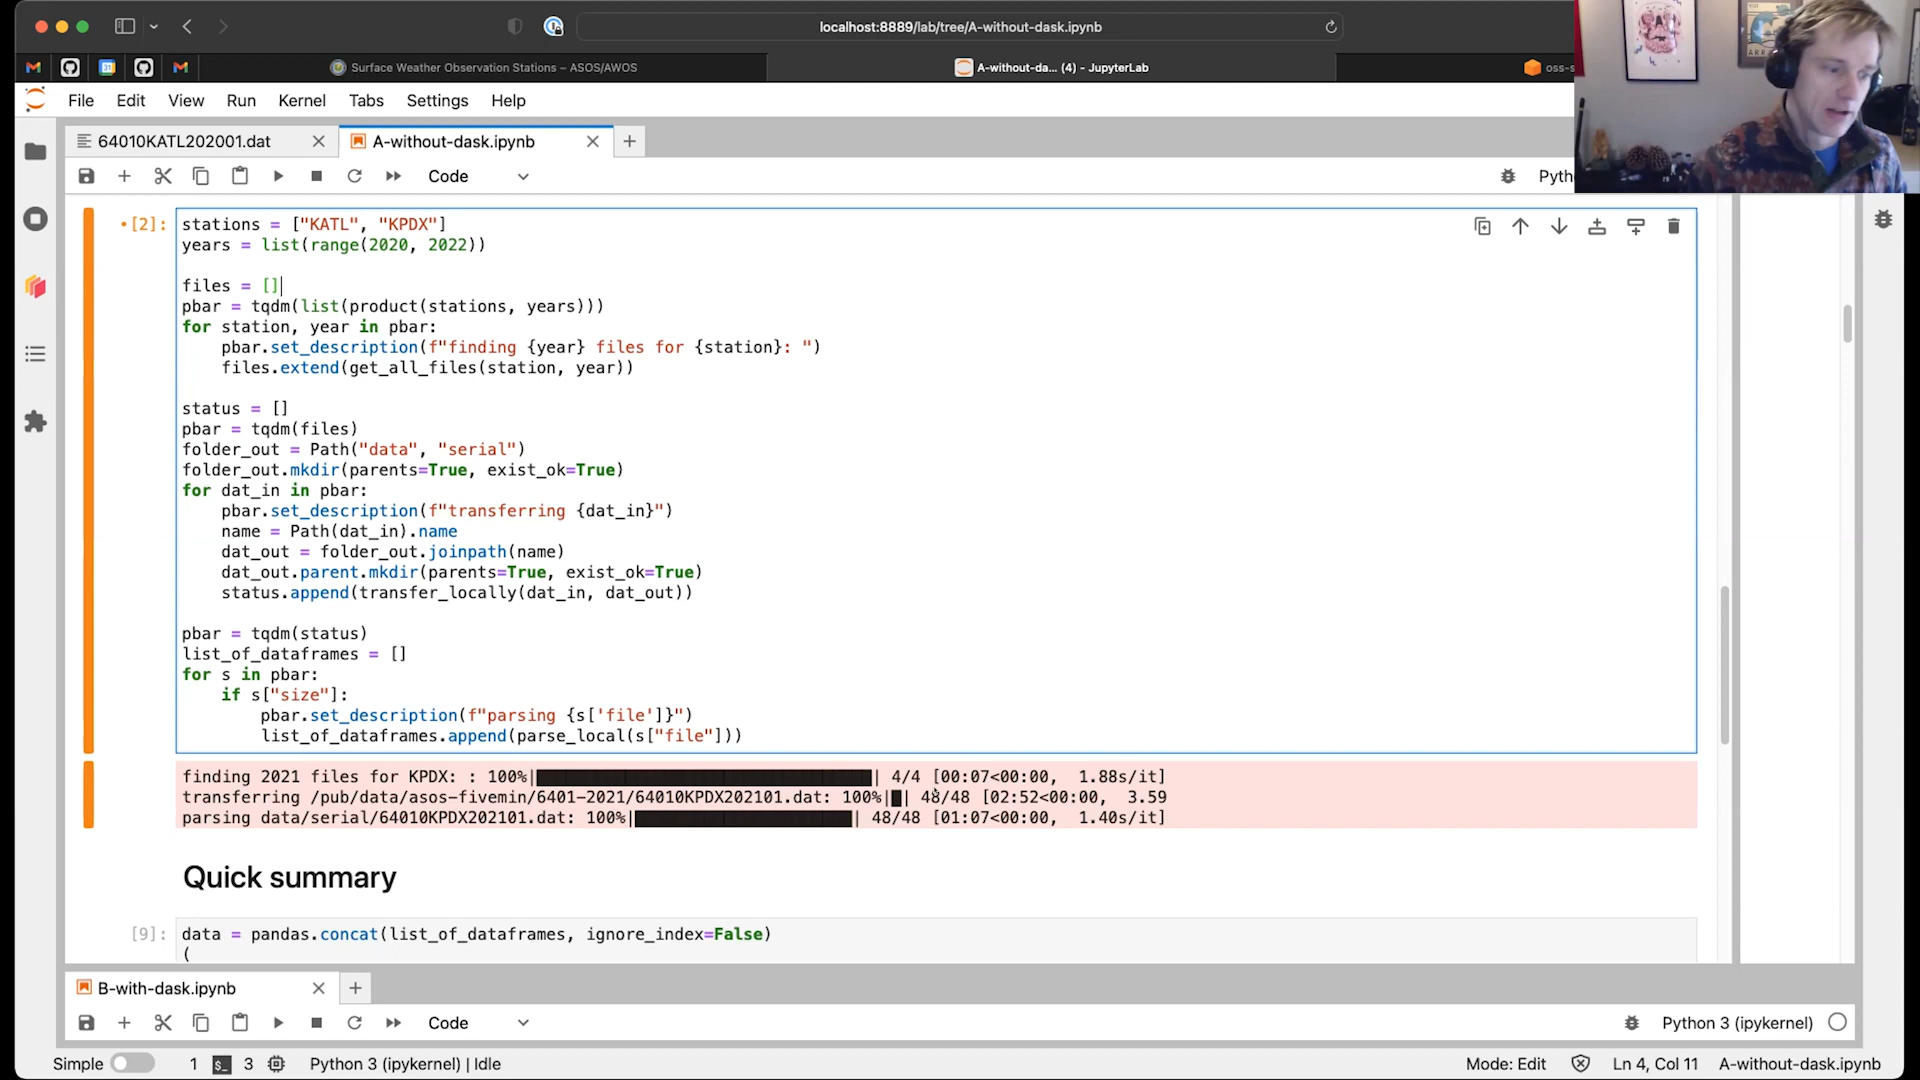 localhost:8889/lab/tree/A-without-dask.ipynb
Surface Weather Observation Stations – ASOS/AWOS
A-without-da... (4) - JupyterLab
oss-s
File Edit View Run Kernel Tabs Settings Help
64010KATL202001.dat
A-without-dask.ipynb
Code
Pyth
[2]:
stations = ["KATL", "KPDX"]
years = list(range(2020, 2022))
files = []
pbar = tqdm(list(product(stations, years)))
for station, year in pbar:
    pbar.set_description(f"finding {year} files for {station}: ")
    files.extend(get_all_files(station, year))
status = []
pbar = tqdm(files)
folder_out = Path("data", "serial")
folder_out.mkdir(parents=True, exist_ok=True)
for dat_in in pbar:
    pbar.set_description(f"transferring {dat_in}")
    name = Path(dat_in).name
    dat_out = folder_out.joinpath(name)
    dat_out.parent.mkdir(parents=True, exist_ok=True)
    status.append(transfer_locally(dat_in, dat_out))
pbar = tqdm(status)
list_of_dataframes = []
for s in pbar:
    if s["size"]:
        pbar.set_description(f"parsing {s['file']}")
        list_of_dataframes.append(parse_local(s["file"]))
finding 2021 files for KPDX: : 100%|██████████| 4/4 [00:07<00:00,  1.88s/it]
transferring /pub/data/asos-fivemin/6401-2021/64010KPDX202101.dat: 100%|█| 48/48 [02:52<00:00,  3.59
parsing data/serial/64010KPDX202101.dat: 100%|██████████| 48/48 [01:07<00:00,  1.40s/it]
Quick summary
[9]:
data = pandas.concat(list_of_dataframes, ignore_index=False)
(
B-with-dask.ipynb
Code
Python 3 (ipykernel)
Simple 1 3 Python 3 (ipykernel) | Idle
Mode: Edit Ln 4, Col 11 A-without-dask.ipynb